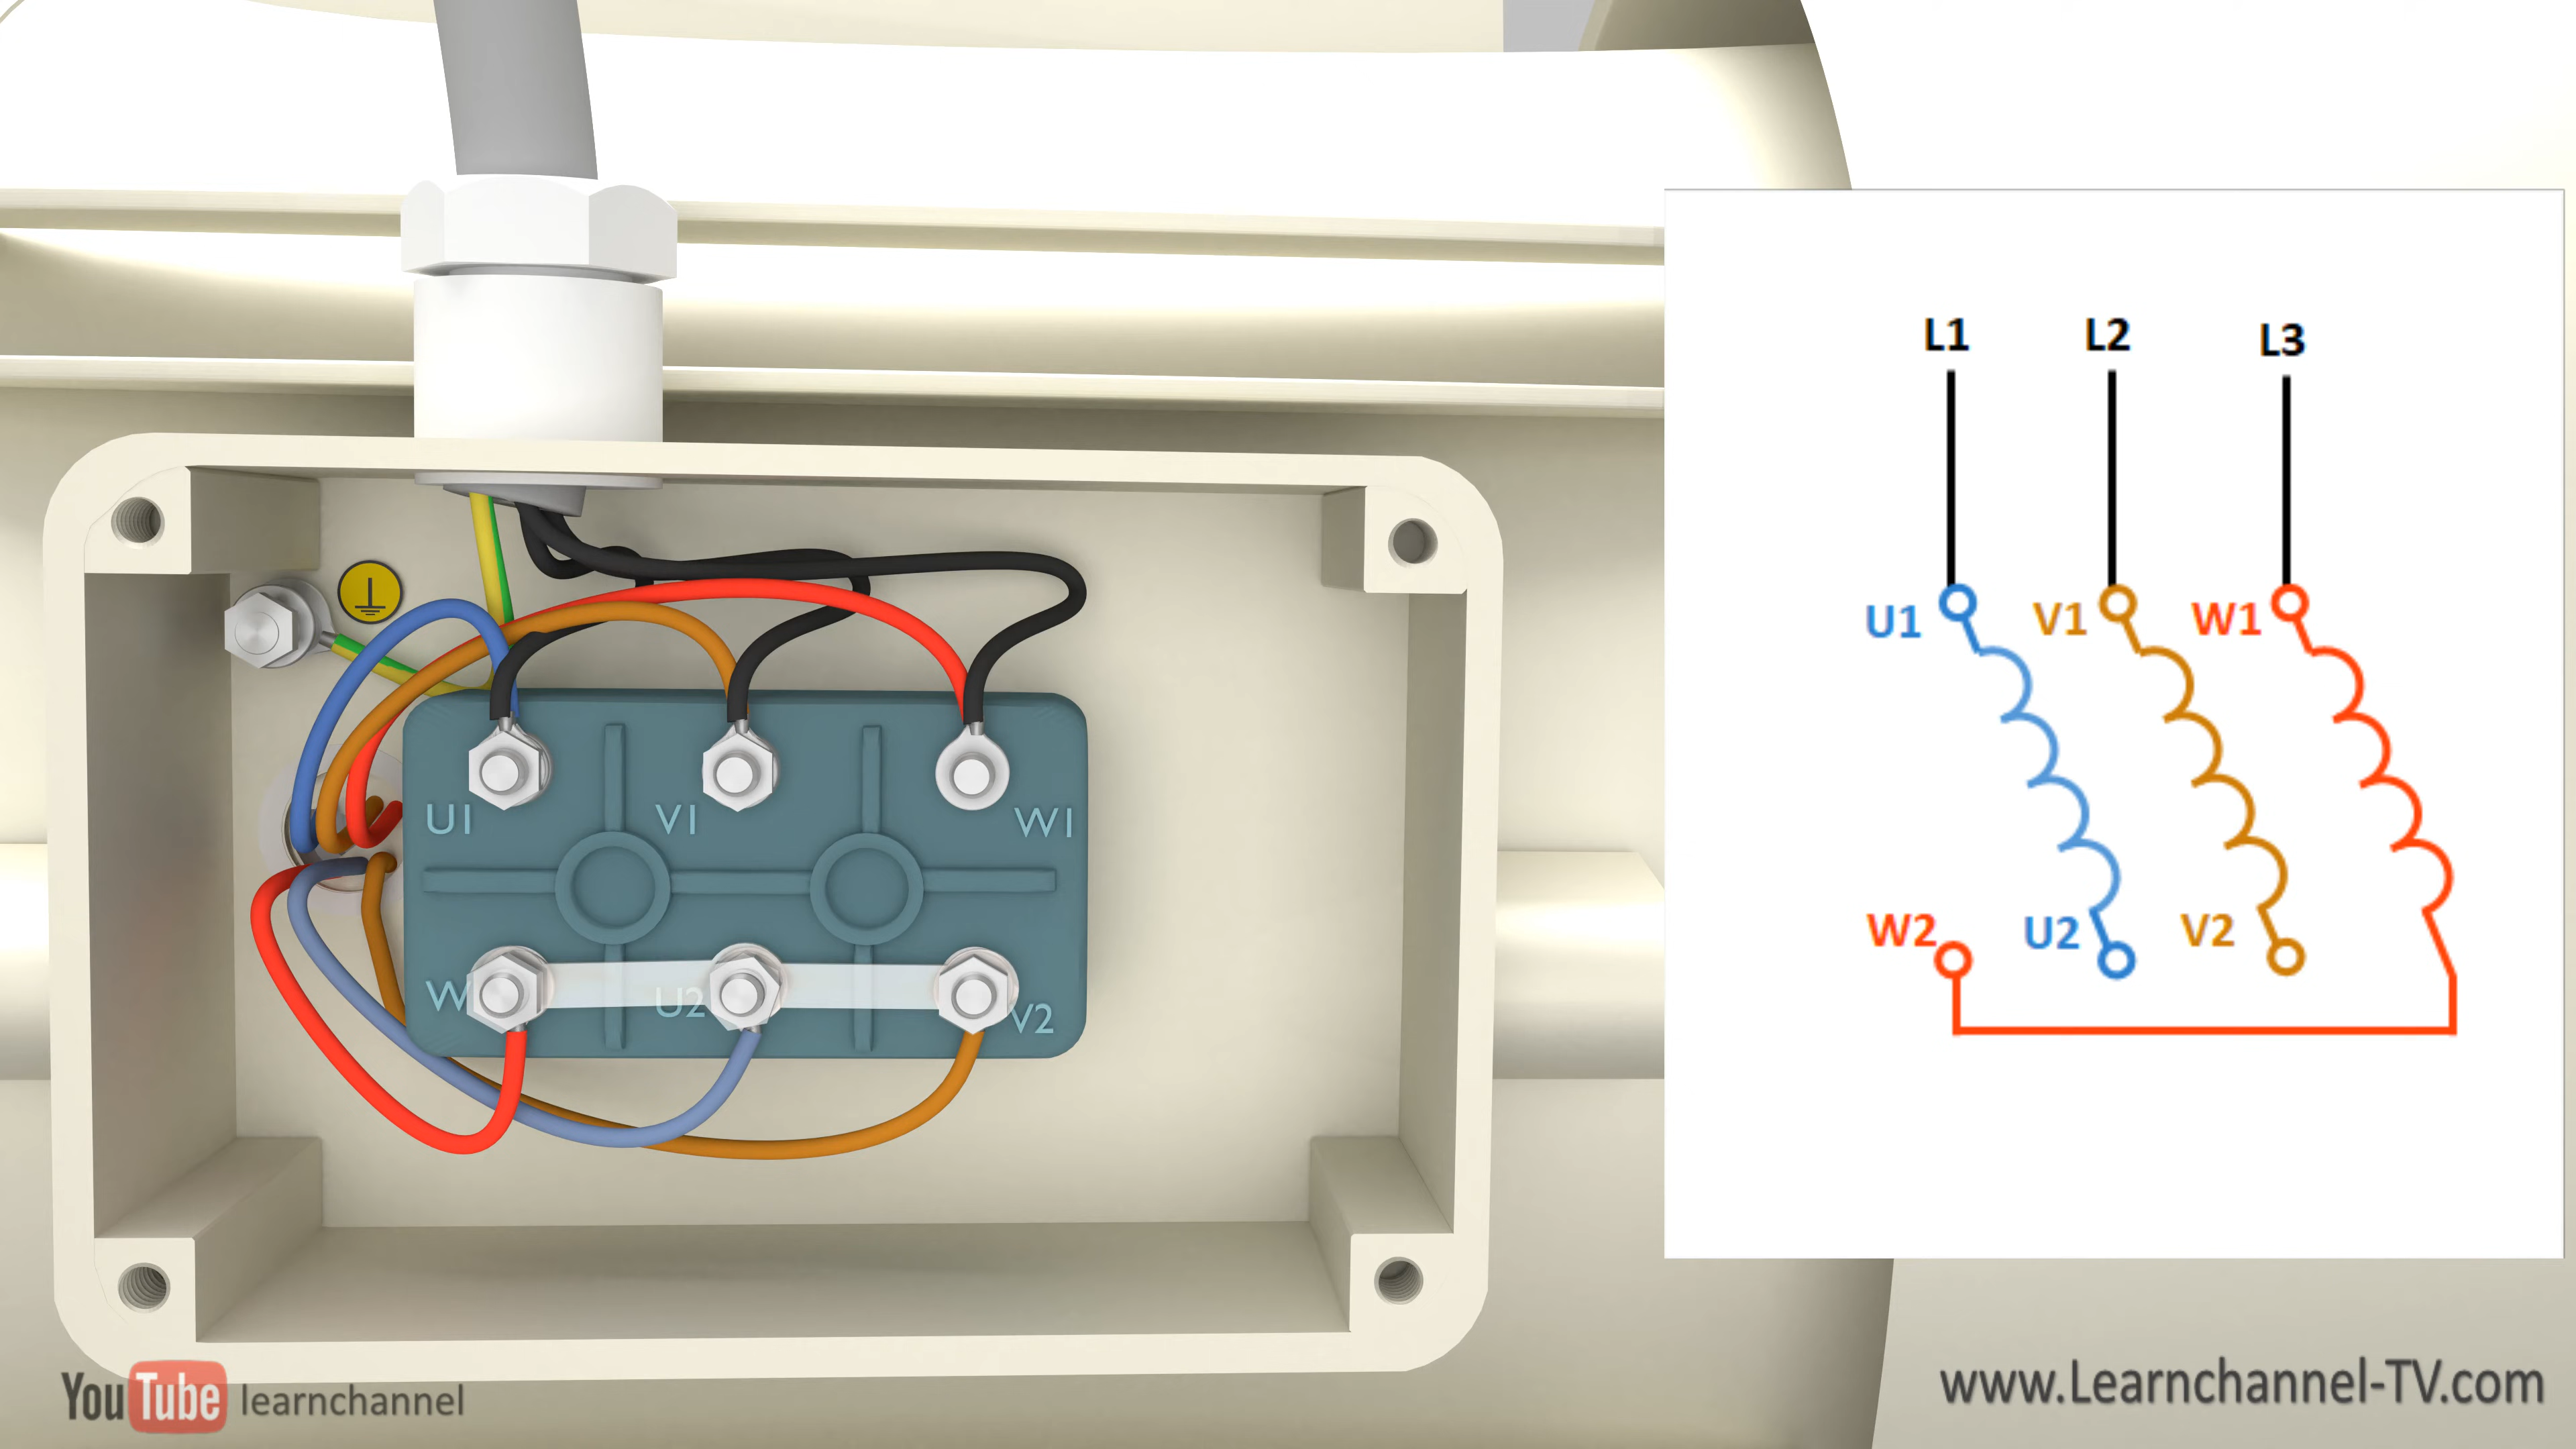 L1 L2 L3
U1 V1 W1
W2 U2 V2
U1 V1 W1
W U2 V2
YouTube learnchannel
www.Learnchannel-TV.com